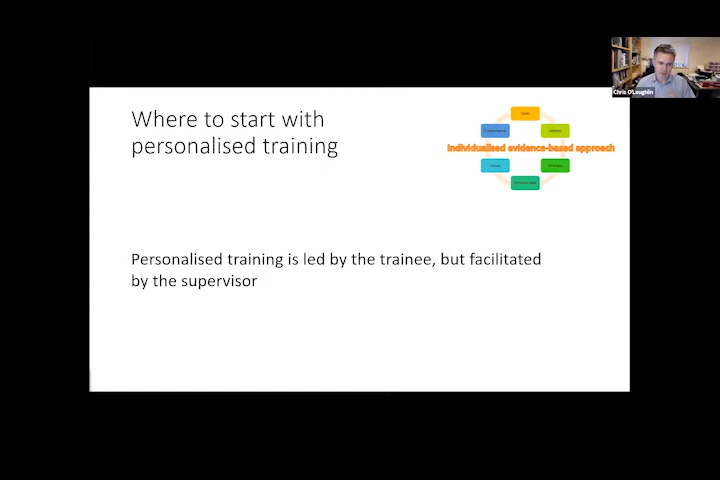 Where to start with
personalised training
Individualised evidence-based approach
Personalised training is led by the trainee, but facilitated
by the supervisor
Chris O'Loughlin